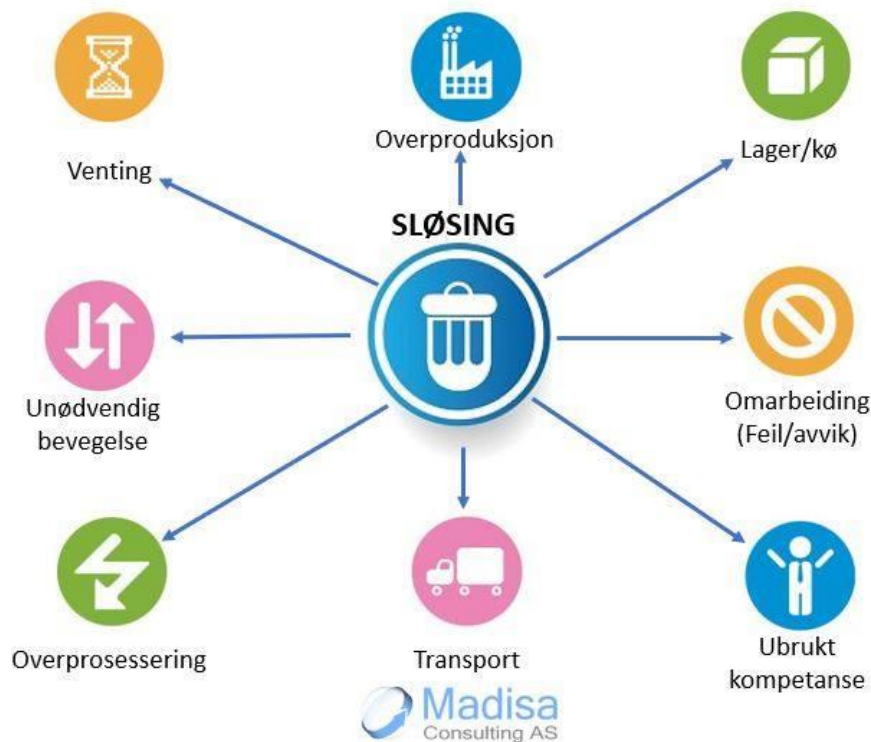 Overproduksjon
Lager/kø
Venting
SLØSING
Unødvendig
bevegelse
Omarbeiding
(Feil/avvik)
Overprosessering
Transport
Ubrukt
kompetanse
Madisa
Consulting AS